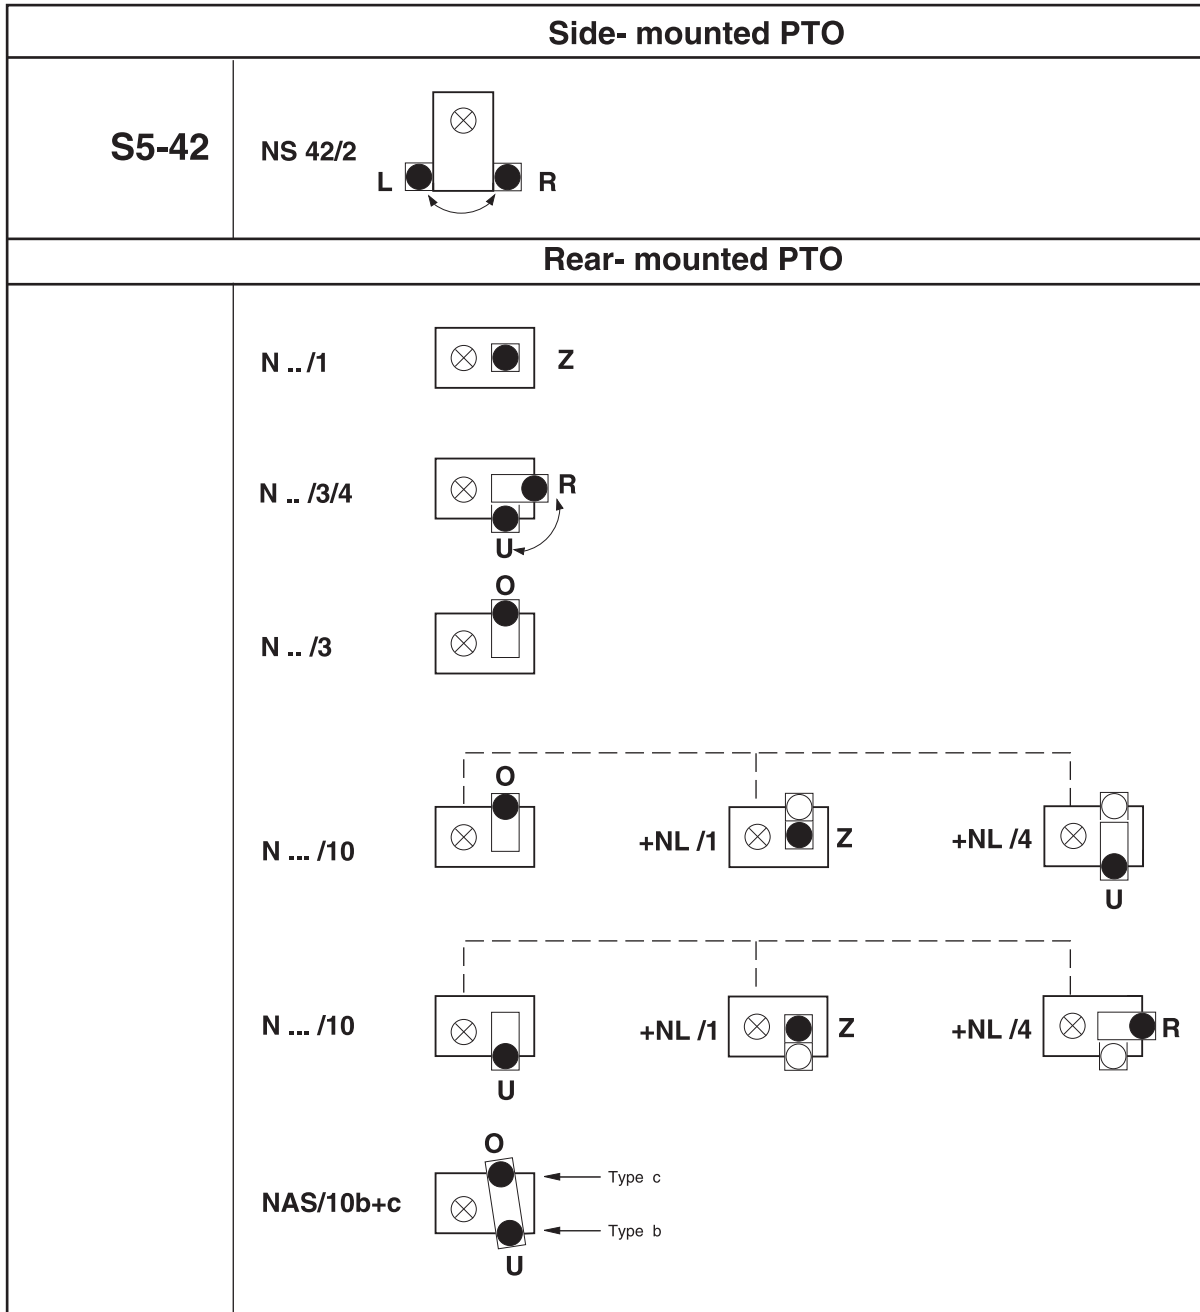 Side- mounted PTO
S5-42
NS 42/2
L
R
Rear- mounted PTO
N .. /1
Z
N .. /3/4
R
U
O
N .. /3
O
N ... /10
+NL /1
Z
+NL /4
U
N ... /10
+NL /1
Z
+NL /4
R
U
O
Type c
NAS/10b+c
Type b
U